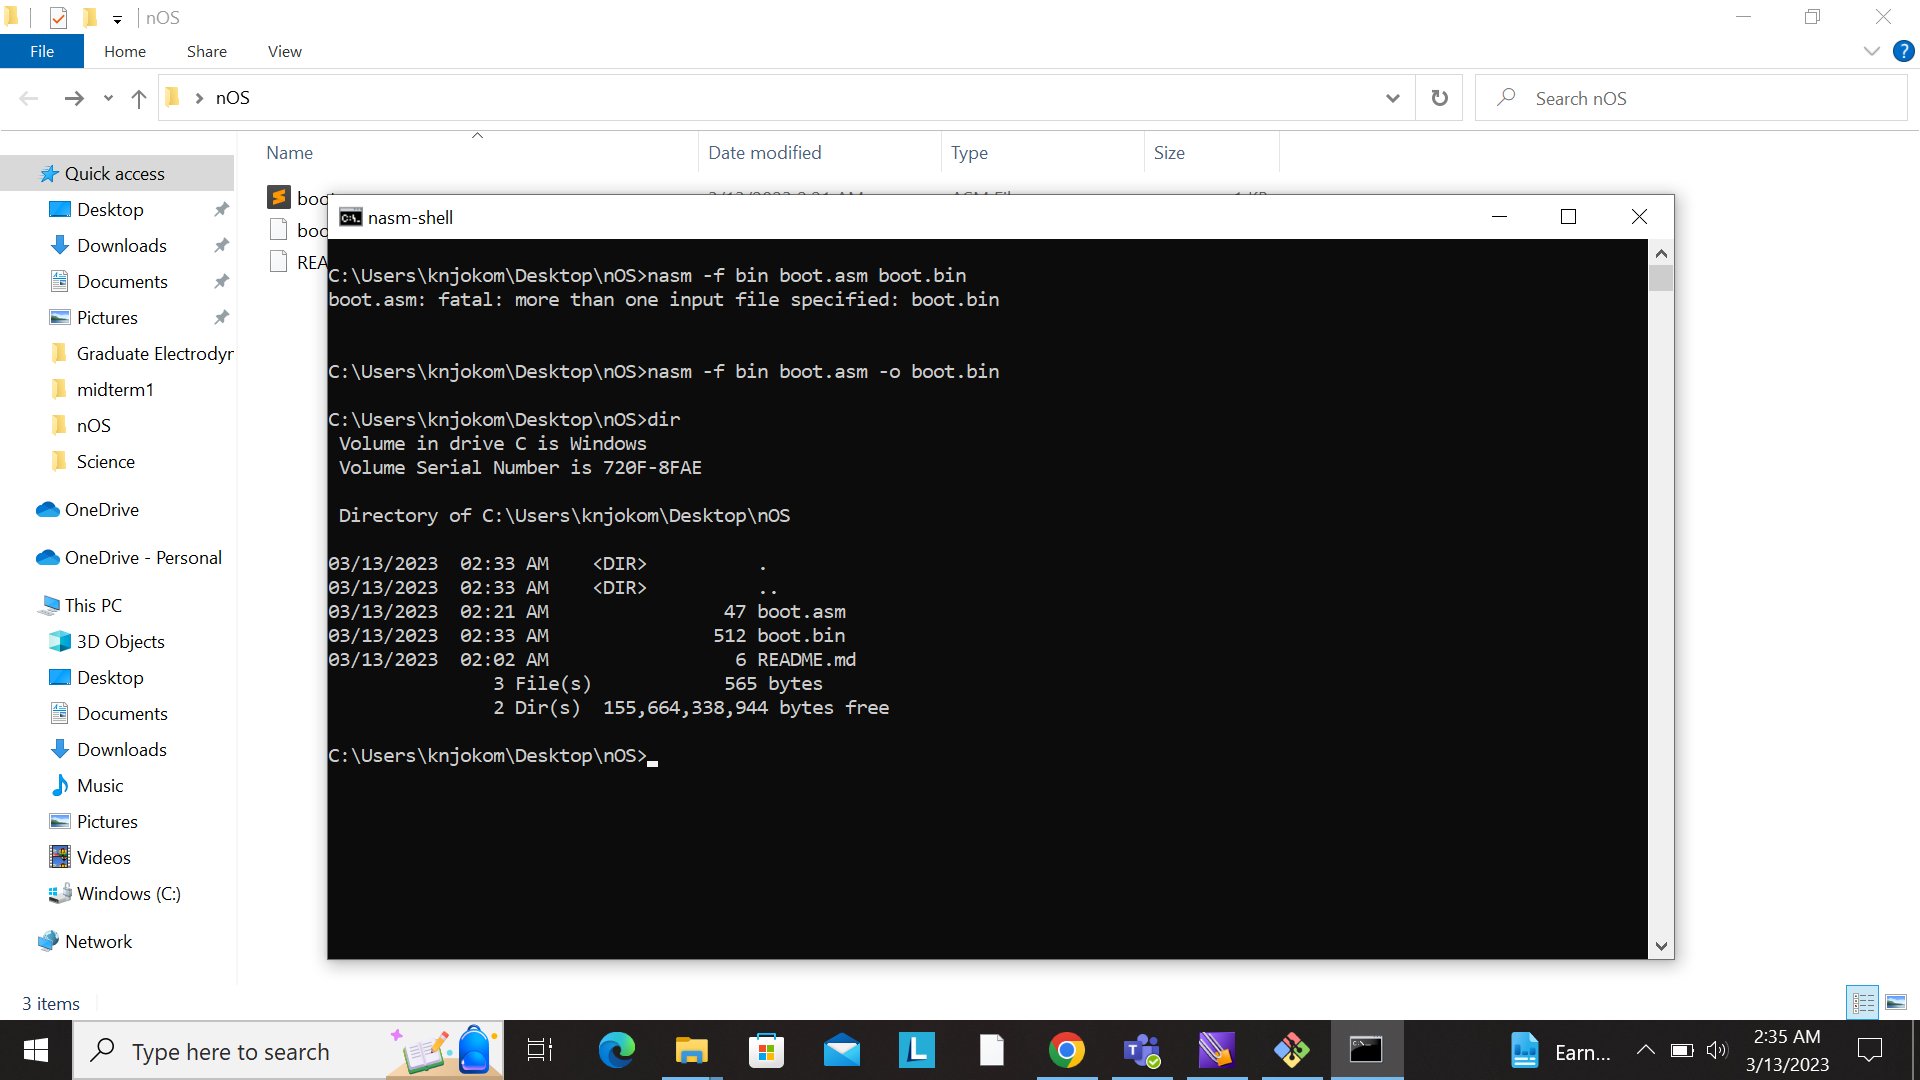 nOS
File Home Share View
nOS
Search nOS
Name Date modified Type Size
Quick access
Desktop
Downloads
Documents
Pictures
Graduate Electrodyr
midterm1
nOS
Science
OneDrive
OneDrive - Personal
This PC
3D Objects
Desktop
Documents
Downloads
Music
Pictures
Videos
Windows (C:)
Network
3 items
nasm-shell
C:\Users\knjokom\Desktop\nOS>nasm -f bin boot.asm boot.bin
boot.asm: fatal: more than one input file specified: boot.bin
C:\Users\knjokom\Desktop\nOS>nasm -f bin boot.asm -o boot.bin
C:\Users\knjokom\Desktop\nOS>dir
Volume in drive C is Windows
Volume Serial Number is 720F-8FAE
Directory of C:\Users\knjokom\Desktop\nOS
03/13/2023 02:33 AM <DIR> .
03/13/2023 02:33 AM <DIR> ..
03/13/2023 02:21 AM 47 boot.asm
03/13/2023 02:33 AM 512 boot.bin
03/13/2023 02:02 AM 6 README.md
3 File(s) 565 bytes
2 Dir(s) 155,664,338,944 bytes free
C:\Users\knjokom\Desktop\nOS>
Type here to search
Earn...
2:35 AM
3/13/2023